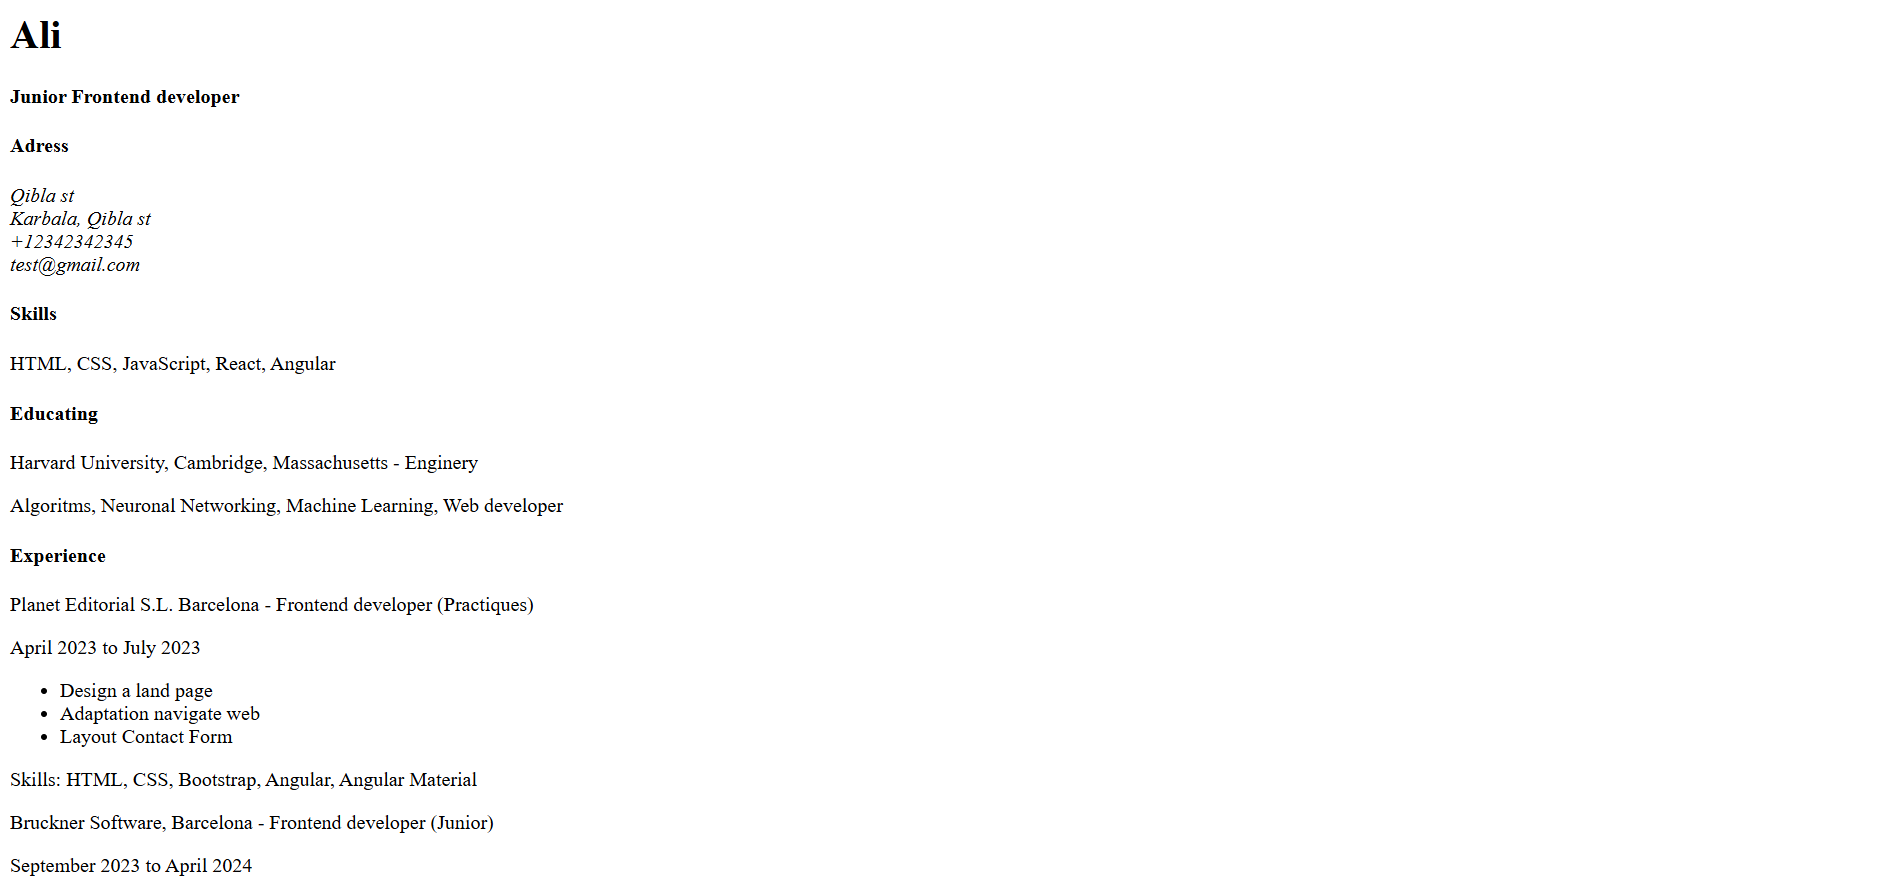 Ali
Junior Frontend developer
Adress
Qibla st
Karbala, Qibla st
+12342342345
test@gmail.com
Skills
HTML, CSS, JavaScript, React, Angular
Educating
Harvard University, Cambridge, Massachusetts - Enginery
Algoritms, Neuronal Networking, Machine Learning, Web developer
Experience
Planet Editorial S.L. Barcelona - Frontend developer (Practiques)
April 2023 to July 2023
• Design a land page
• Adaptation navigate web
• Layout Contact Form
Skills: HTML, CSS, Bootstrap, Angular, Angular Material
Bruckner Software, Barcelona - Frontend developer (Junior)
September 2023 to April 2024